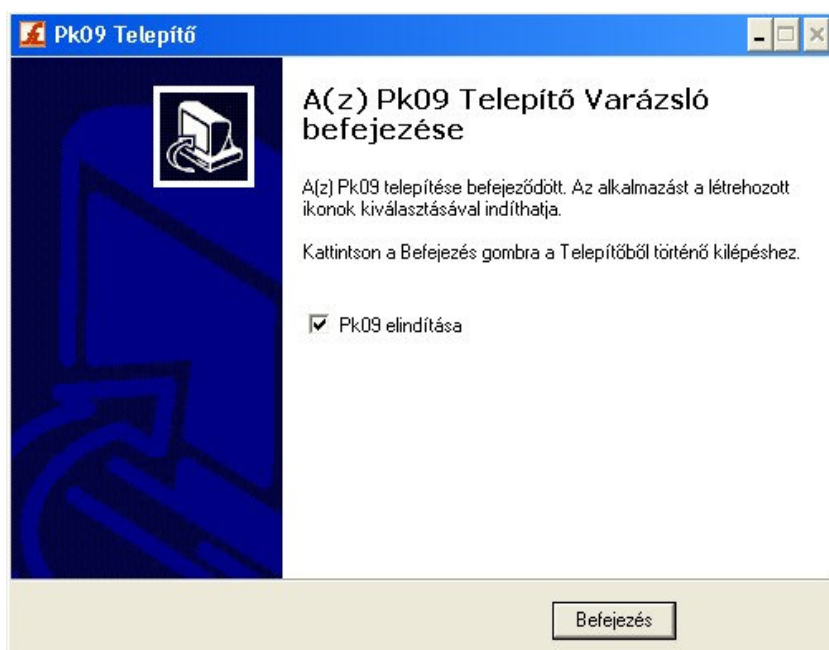 Pk09 Telepítő
A(z) Pk09 Telepítő Varázsló
befejezése
A(z) Pk09 telepítése befejeződött. Az alkalmazást a létrehozott
ikonok kiválasztásával indíthatja.
Kattintson a Befejezés gombra a Telepítőből történő kilépéshez.
Pk09 elindítása
Befejezés